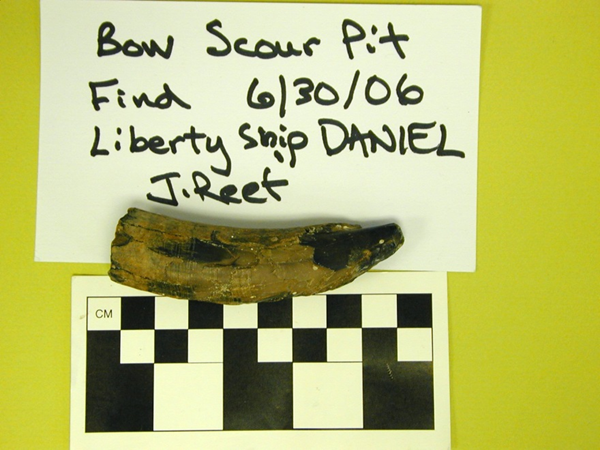 Bow Scour Pit
Find 6/30/06
Liberty Ship DANIEL
J. Reef
CM